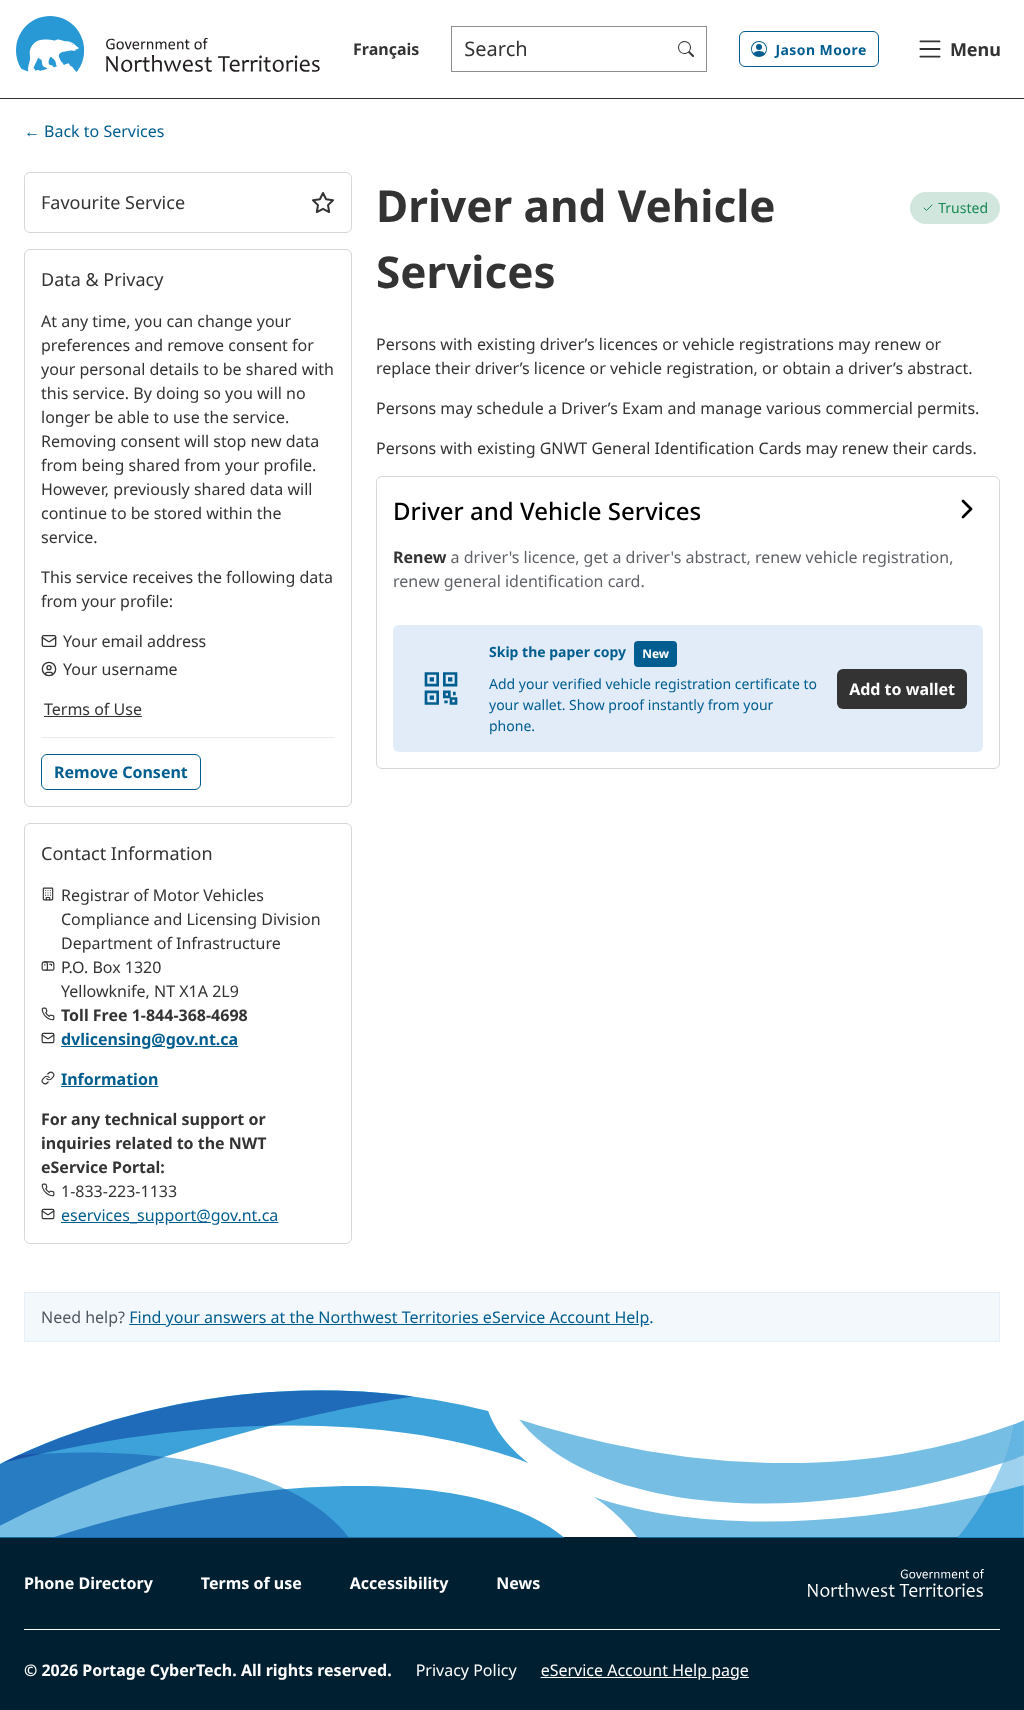 Government of
Northwest Territories
Français
Search
Jason Moore
Menu
← Back to Services
Favourite Service
Data & Privacy
At any time, you can change your
preferences and remove consent for
your personal details to be shared with
this service. By doing so you will no
longer be able to use the service.
Removing consent will stop new data
from being shared from your profile.
However, previously shared data will
continue to be stored within the
service.
This service receives the following data
from your profile:
Your email address
Your username
Terms of Use
Remove Consent
Contact Information
Registrar of Motor Vehicles
Compliance and Licensing Division
Department of Infrastructure
P.O. Box 1320
Yellowknife, NT X1A 2L9
Toll Free 1-844-368-4698
dvlicensing@gov.nt.ca
Information
For any technical support or
inquiries related to the NWT
eService Portal:
1-833-223-1133
eservices_support@gov.nt.ca
Driver and Vehicle
Services
Trusted
Persons with existing driver’s licences or vehicle registrations may renew or
replace their driver’s licence or vehicle registration, or obtain a driver’s abstract.
Persons may schedule a Driver’s Exam and manage various commercial permits.
Persons with existing GNWT General Identification Cards may renew their cards.
Driver and Vehicle Services
Renew a driver's licence, get a driver's abstract, renew vehicle registration,
renew general identification card.
Skip the paper copy New
Add your verified vehicle registration certificate to
your wallet. Show proof instantly from your
phone.
Add to wallet
Need help? Find your answers at the Northwest Territories eService Account Help.
Phone Directory
Terms of use
Accessibility
News
Government of
Northwest Territories
© 2026 Portage CyberTech. All rights reserved.
Privacy Policy
eService Account Help page